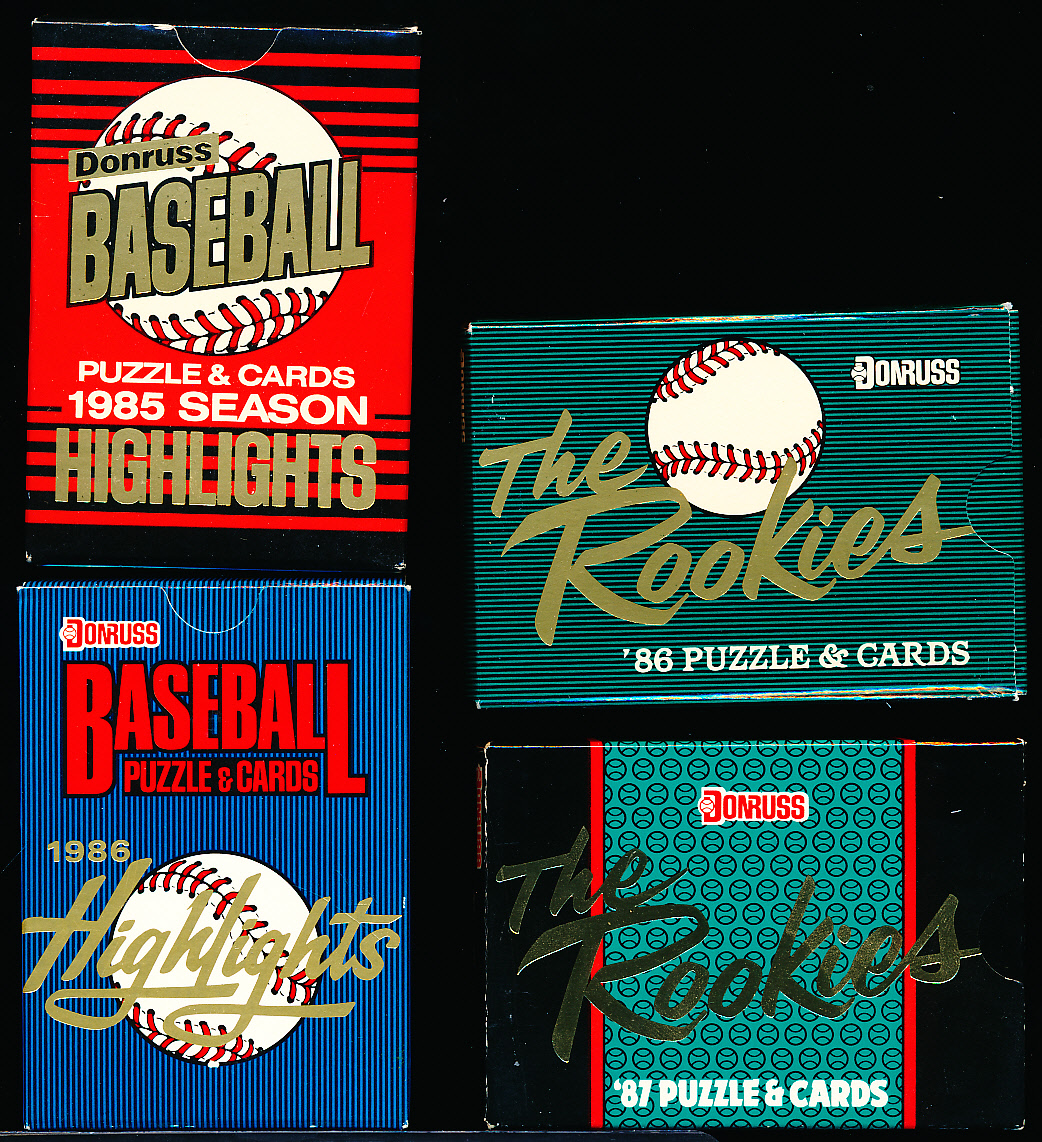 Donruss
BASEBALL
PUZZLE & CARDS
1985 SEASON
HIGHLIGHTS
DONRUSS
The
Rookies
'86 PUZZLE & CARDS
DONRUSS
BASEBALL
PUZZLE & CARDS
1986
Highlights
DONRUSS
The
Rookies
'87 PUZZLE & CARDS